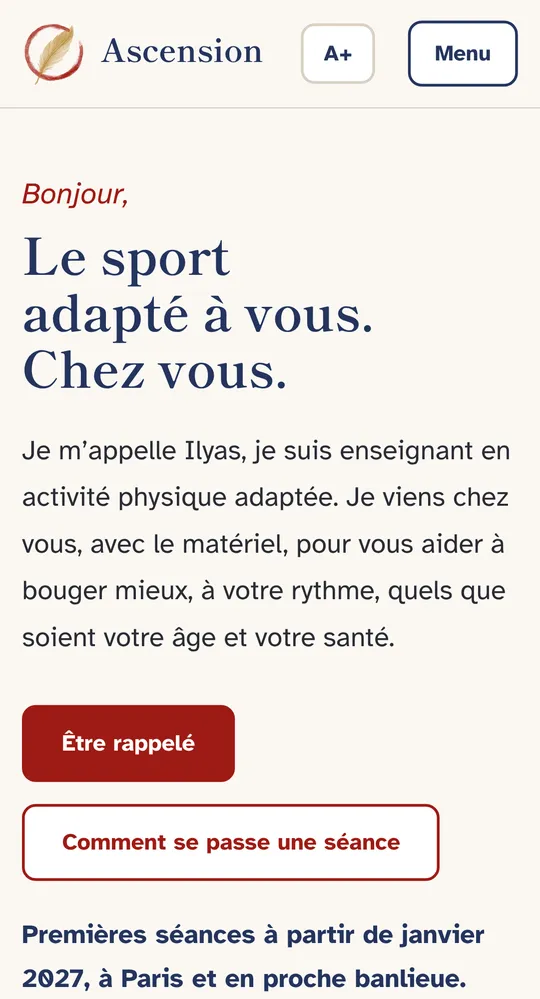 Ascension
A+
Menu
Bonjour,
Le sport
adapté à vous.
Chez vous.
Je m’appelle Ilyas, je suis enseignant en
activité physique adaptée. Je viens chez
vous, avec le matériel, pour vous aider à
bouger mieux, à votre rythme, quels que
soient votre âge et votre santé.
Être rappelé
Comment se passe une séance
Premières séances à partir de janvier
2027, à Paris et en proche banlieue.